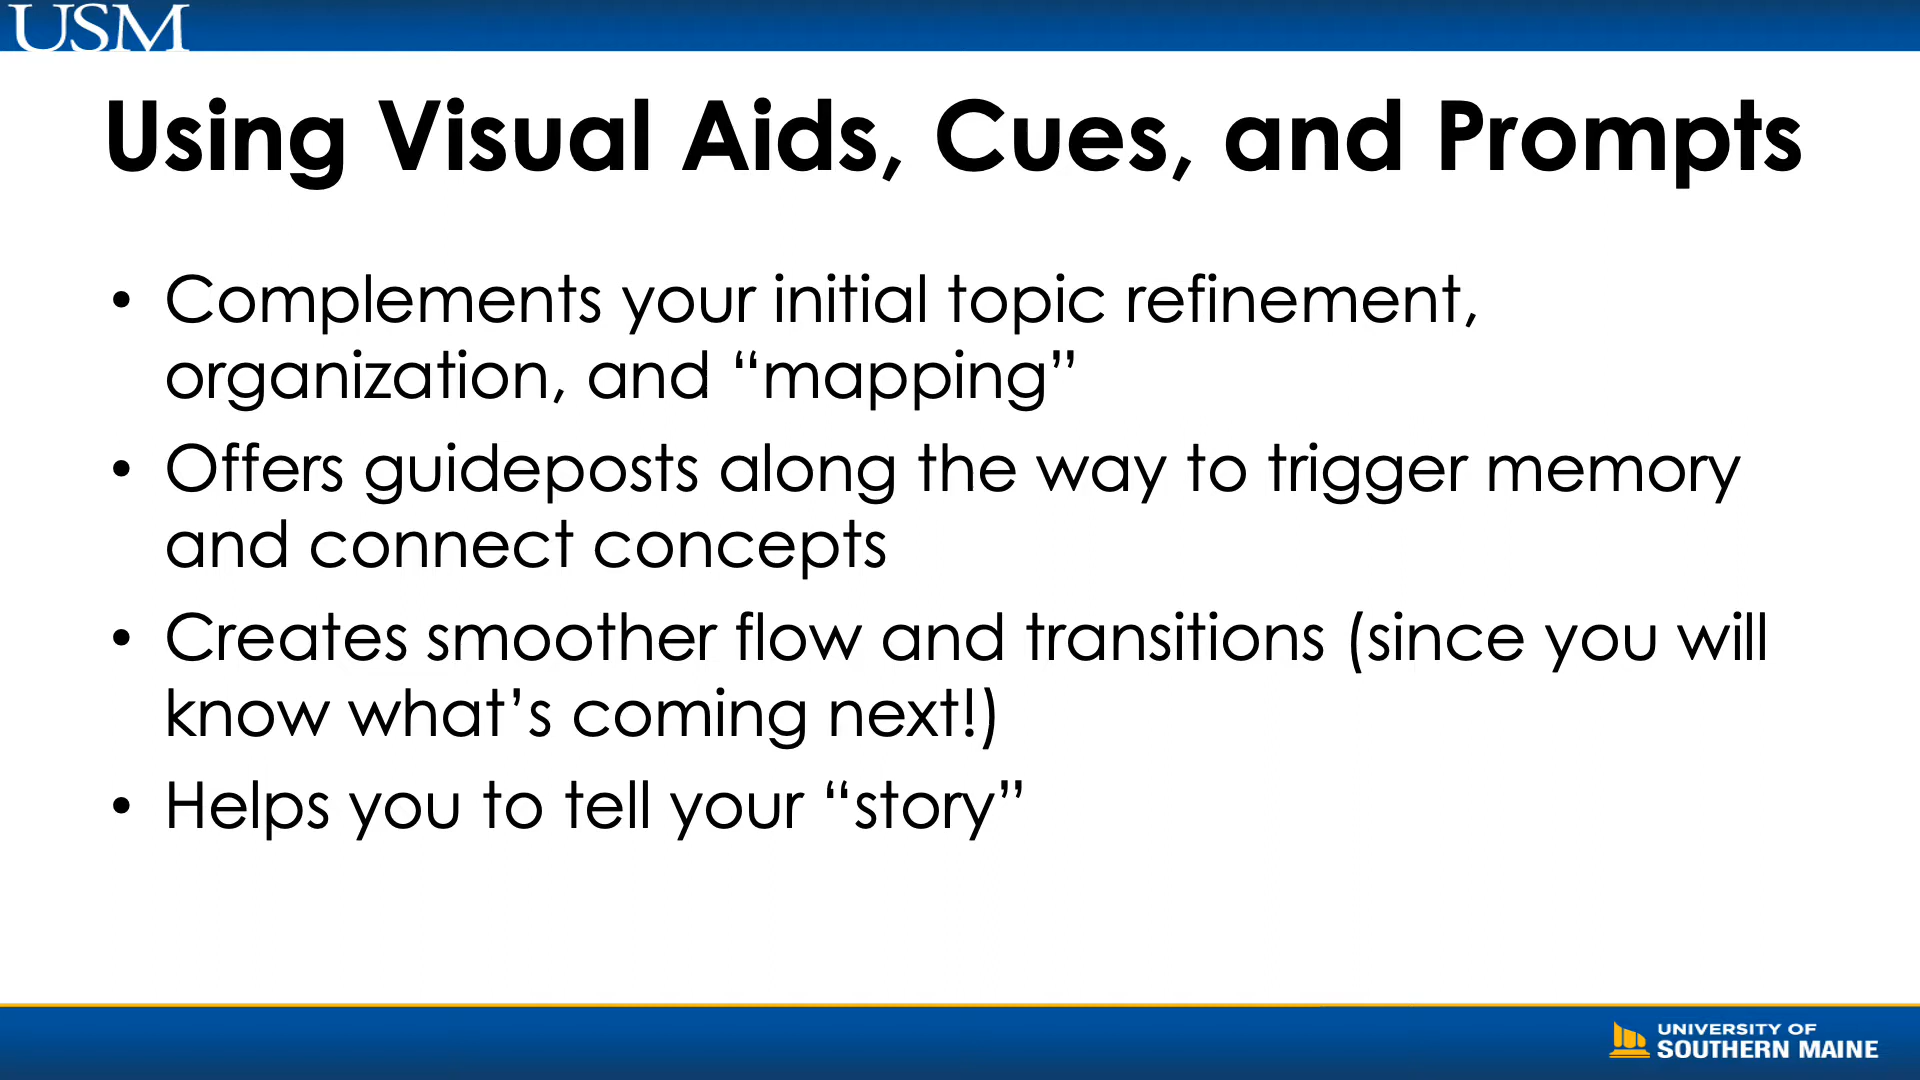 USM
Using Visual Aids, Cues, and Prompts
• Complements your initial topic refinement,
organization, and “mapping”
• Offers guideposts along the way to trigger memory
and connect concepts
• Creates smoother flow and transitions (since you will
know what’s coming next!)
• Helps you to tell your “story”
UNIVERSITY OF
SOUTHERN MAINE